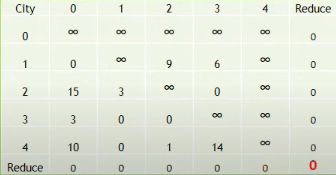 City 0 1 2 3 4 Reduce
0 ∞ ∞ ∞ ∞ ∞ 0
1 0 ∞ 9 6 ∞ 0
2 15 3 ∞ 0 ∞ 0
3 3 0 0 ∞ ∞ 0
4 10 0 1 14 ∞ 0
Reduce 0 0 0 0 0 0